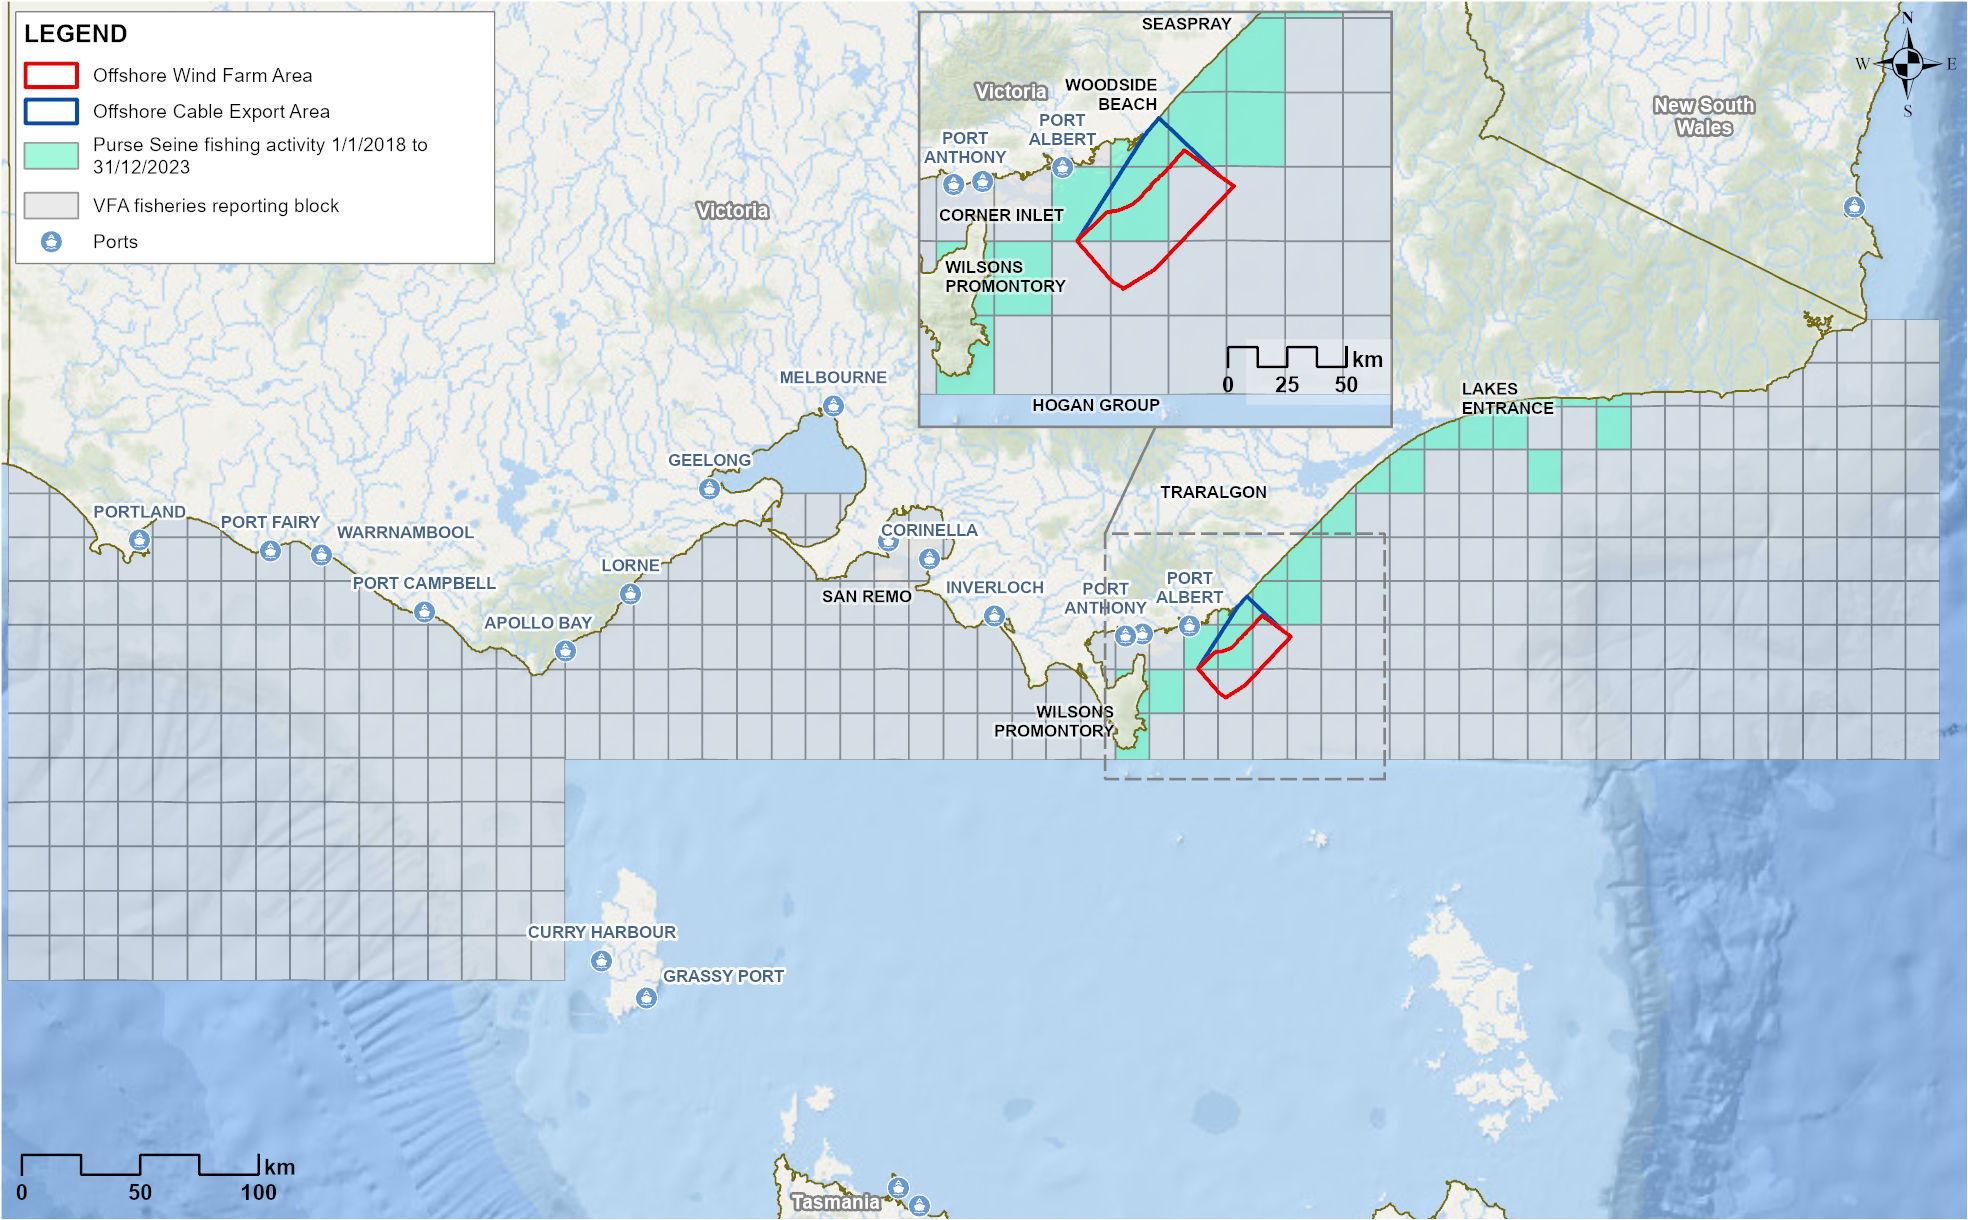 LEGEND
Offshore Wind Farm Area
Offshore Cable Export Area
Purse Seine fishing activity 1/1/2018 to
31/12/2023
VFA fisheries reporting block
Ports
SEASPRAY
Victoria
WOODSIDE
BEACH
PORT
ALBERT
PORT
ANTHONY
CORNER INLET
WILSONS
PROMONTORY
km
0 25 50
HOGAN GROUP
N
W E
S
New South
Wales
Victoria
MELBOURNE
LAKES
ENTRANCE
GEELONG
TRARALGON
PORTLAND
PORT FAIRY
WARRNAMBOOL
CORINELLA
LORNE
PORT CAMPBELL
SAN REMO
INVERLOCH
PORT
ANTHONY
PORT
ALBERT
APOLLO BAY
WILSONS
PROMONTORY
CURRY HARBOUR
GRASSY PORT
km
0 50 100
Tasmania